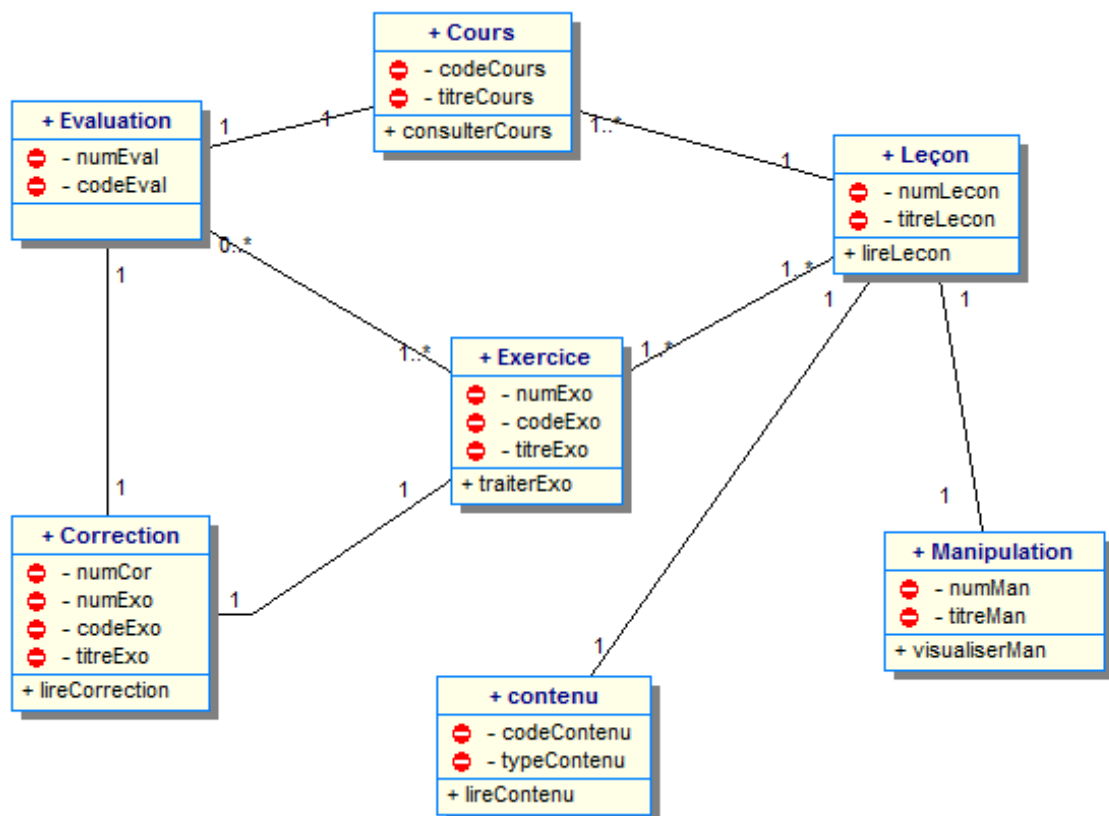 + Cours
- codeCours
- titreCours
+ consulterCours
+ Evaluation
- numEval
- codeEval
1
1
1..*
1
+ Leçon
- numLecon
- titreLecon
+ lireLecon
0..*
1
1..*
1
1
1..*
1..*
+ Exercice
- numExo
- codeExo
- titreExo
+ traiterExo
1
1
1
+ Correction
- numCor
- numExo
- codeExo
- titreExo
+ lireCorrection
1
1
+ Manipulation
- numMan
- titreMan
+ visualiserMan
1
+ contenu
- codeContenu
- typeContenu
+ lireContenu